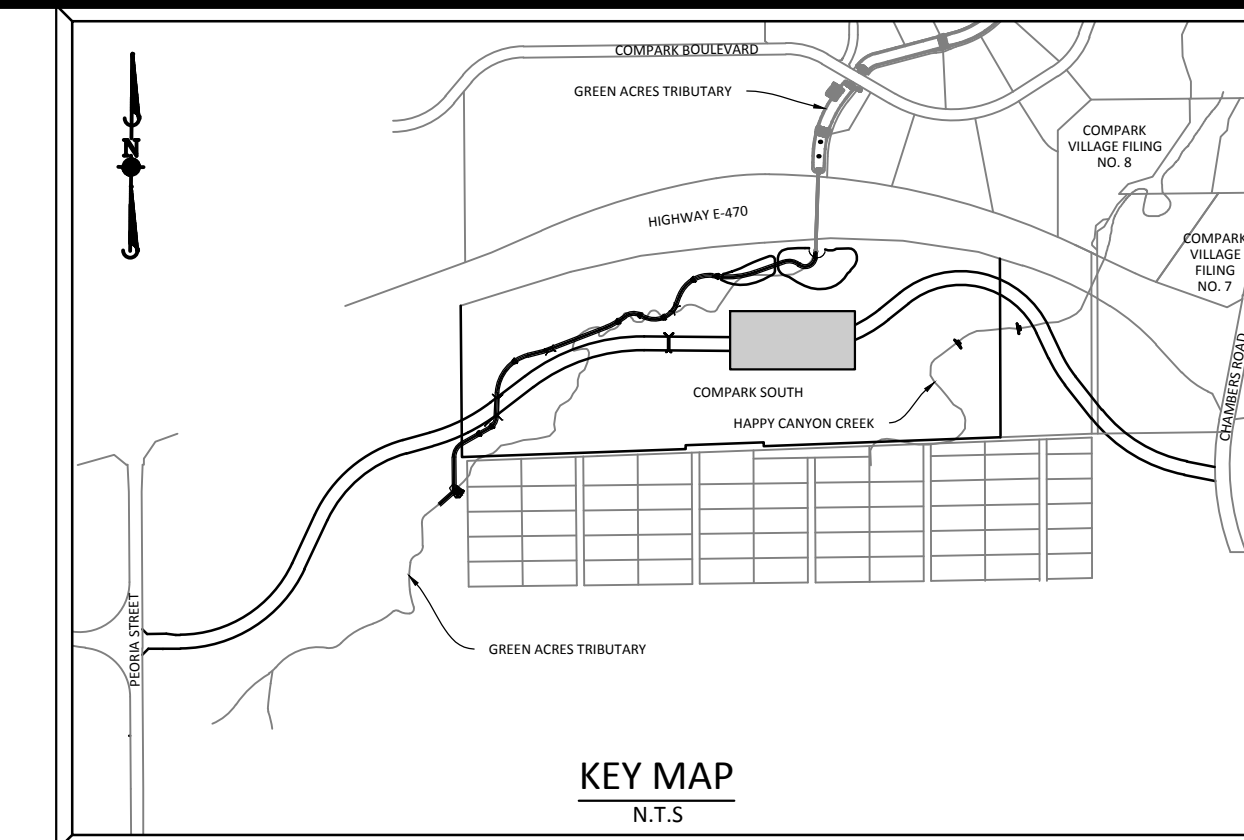 COMPARK BOULEVARD
GREEN ACRES TRIBUTARY
N
COMPARK
VILLAGE FILING
NO. 8
HIGHWAY E-470
COMPARK
VILLAGE
FILING
NO. 7
CHAMBERS ROAD
COMPARK SOUTH
HAPPY CANYON CREEK
PEORIA STREET
GREEN ACRES TRIBUTARY
KEY MAP
N.T.S